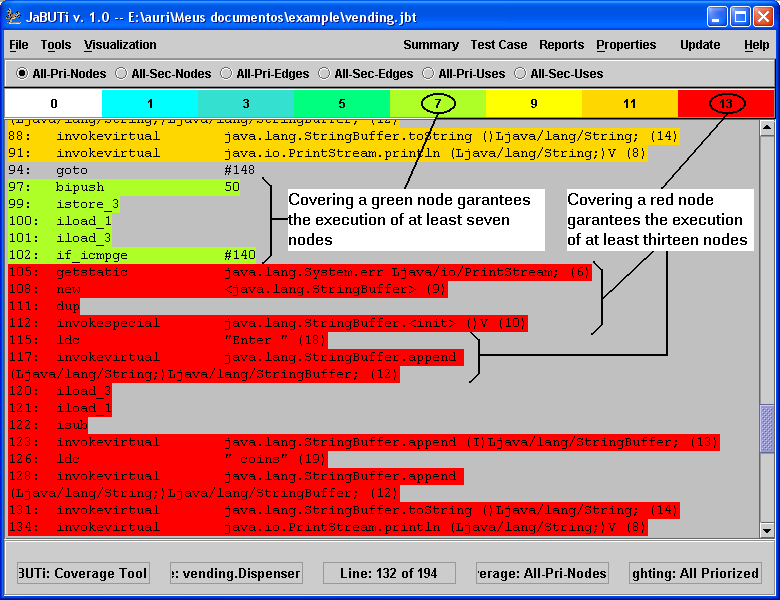 JaBUTi v. 1.0 -- E:\auri\Meus documentos\example\vending.jbt
File Tools Visualization Summary Test Case Reports Properties Update Help
All-Pri-Nodes All-Sec-Nodes All-Pri-Edges All-Sec-Edges All-Pri-Uses All-Sec-Uses
0 1 3 5 7 9 11 13
(Ljava/lang/String;)Ljava/lang/StringBuffer; (12)
88: invokevirtual java.lang.StringBuffer.toString ()Ljava/lang/String; (14)
91: invokevirtual java.io.PrintStream.println (Ljava/lang/String;)V (8)
94: goto #148
97: bipush 50
99: istore_3
100: iload_1
101: iload_3
102: if_icmpge #140
Covering a green node garantees
the execution of at least seven
nodes
Covering a red node
garantees the execution
of at least thirteen nodes
105: getstatic java.lang.System.err Ljava/io/PrintStream; (6)
108: new <java.lang.StringBuffer> (9)
111: dup
112: invokespecial java.lang.StringBuffer.<init> ()V (10)
115: ldc "Enter " (18)
117: invokevirtual java.lang.StringBuffer.append
(Ljava/lang/String;)Ljava/lang/StringBuffer; (12)
120: iload_3
121: iload_1
122: isub
123: invokevirtual java.lang.StringBuffer.append (I)Ljava/lang/StringBuffer; (13)
126: ldc " coins" (19)
128: invokevirtual java.lang.StringBuffer.append
(Ljava/lang/String;)Ljava/lang/StringBuffer; (12)
131: invokevirtual java.lang.StringBuffer.toString ()Ljava/lang/String; (14)
134: invokevirtual java.io.PrintStream.println (Ljava/lang/String;)V (8)
BUTi: Coverage Tool e: vending.Dispenser Line: 132 of 194 verage: All-Pri-Nodes ghting: All Priorized